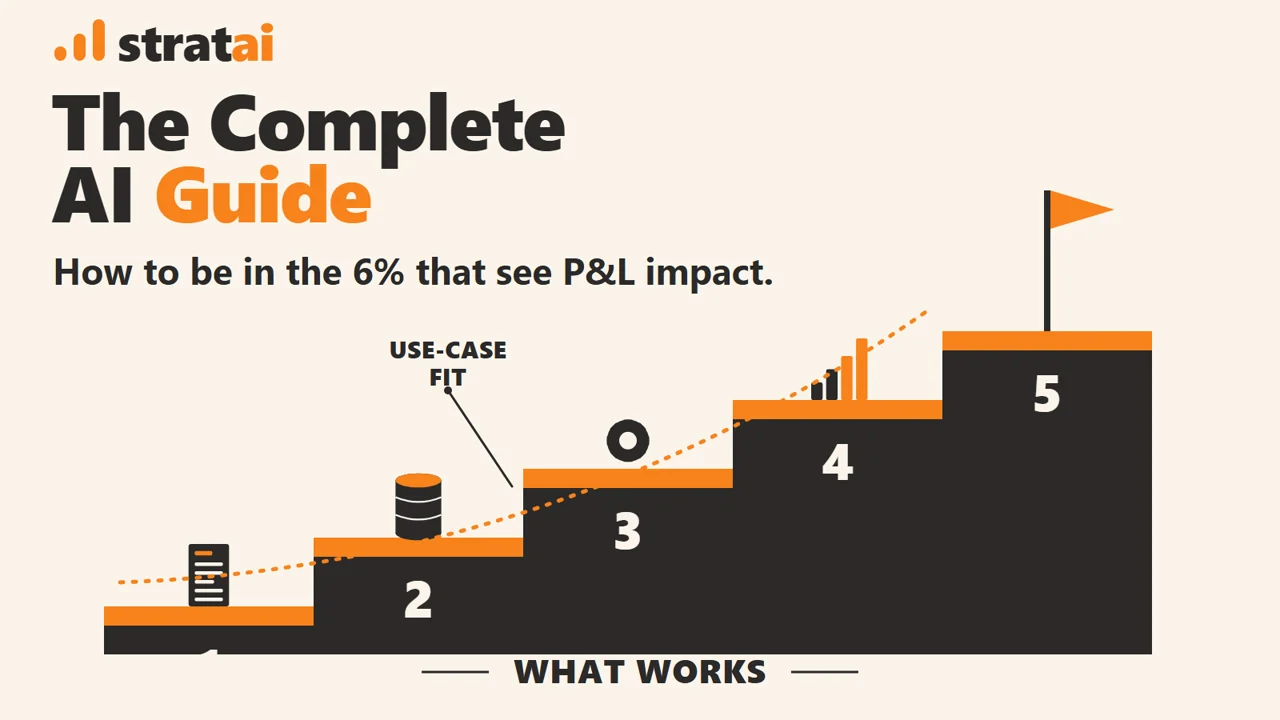 stratai
The Complete
AI Guide
How to be in the 6% that see P&L impact.
USE-CASE
FIT
5
4
3
2
WHAT WORKS